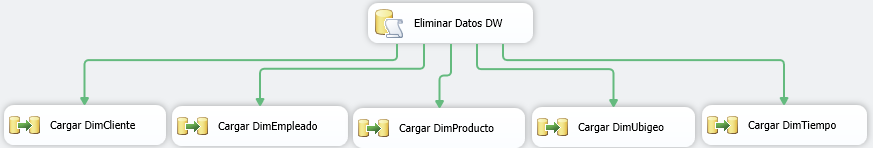 Eliminar Datos DW
Cargar DimCliente
Cargar DimEmpleado
Cargar DimProducto
Cargar DimUbigeo
Cargar DimTiempo